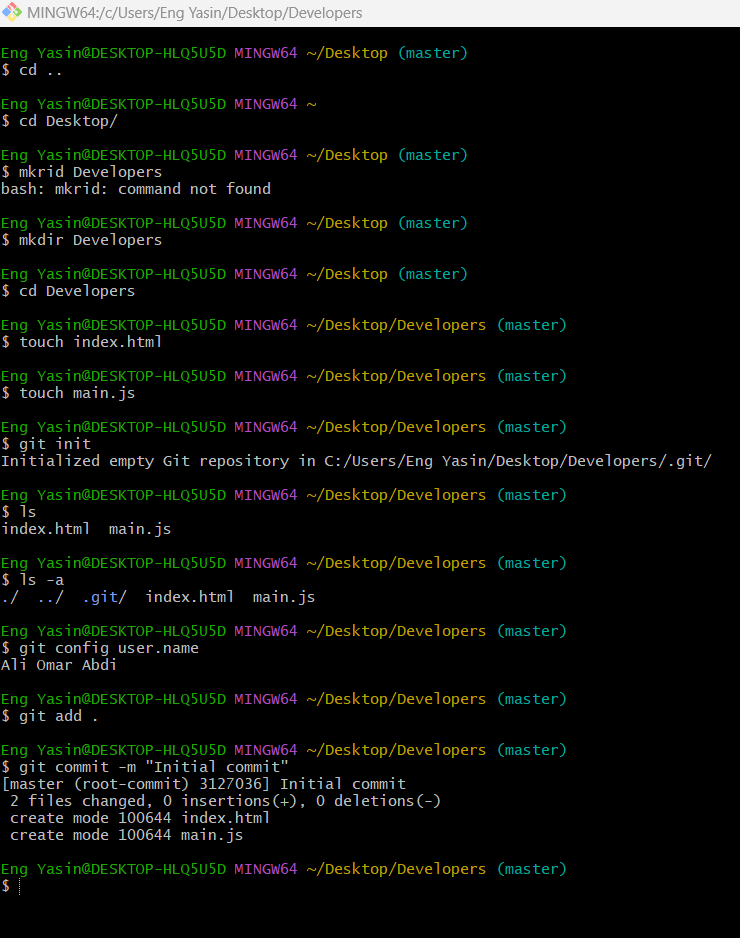 MINGW64:/c/Users/Eng Yasin/Desktop/Developers
Eng Yasin@DESKTOP-HLQ5U5D MINGW64 ~/Desktop (master)
$ cd ..
Eng Yasin@DESKTOP-HLQ5U5D MINGW64 ~
$ cd Desktop/
Eng Yasin@DESKTOP-HLQ5U5D MINGW64 ~/Desktop (master)
$ mkrid Developers
bash: mkrid: command not found
Eng Yasin@DESKTOP-HLQ5U5D MINGW64 ~/Desktop (master)
$ mkdir Developers
Eng Yasin@DESKTOP-HLQ5U5D MINGW64 ~/Desktop (master)
$ cd Developers
Eng Yasin@DESKTOP-HLQ5U5D MINGW64 ~/Desktop/Developers (master)
$ touch index.html
Eng Yasin@DESKTOP-HLQ5U5D MINGW64 ~/Desktop/Developers (master)
$ touch main.js
Eng Yasin@DESKTOP-HLQ5U5D MINGW64 ~/Desktop/Developers (master)
$ git init
Initialized empty Git repository in C:/Users/Eng Yasin/Desktop/Developers/.git/
Eng Yasin@DESKTOP-HLQ5U5D MINGW64 ~/Desktop/Developers (master)
$ ls
index.html  main.js
Eng Yasin@DESKTOP-HLQ5U5D MINGW64 ~/Desktop/Developers (master)
$ ls -a
./  ../  .git/  index.html  main.js
Eng Yasin@DESKTOP-HLQ5U5D MINGW64 ~/Desktop/Developers (master)
$ git config user.name
Ali Omar Abdi
Eng Yasin@DESKTOP-HLQ5U5D MINGW64 ~/Desktop/Developers (master)
$ git add .
Eng Yasin@DESKTOP-HLQ5U5D MINGW64 ~/Desktop/Developers (master)
$ git commit -m "Initial commit"
[master (root-commit) 3127036] Initial commit
 2 files changed, 0 insertions(+), 0 deletions(-)
 create mode 100644 index.html
 create mode 100644 main.js
Eng Yasin@DESKTOP-HLQ5U5D MINGW64 ~/Desktop/Developers (master)
$